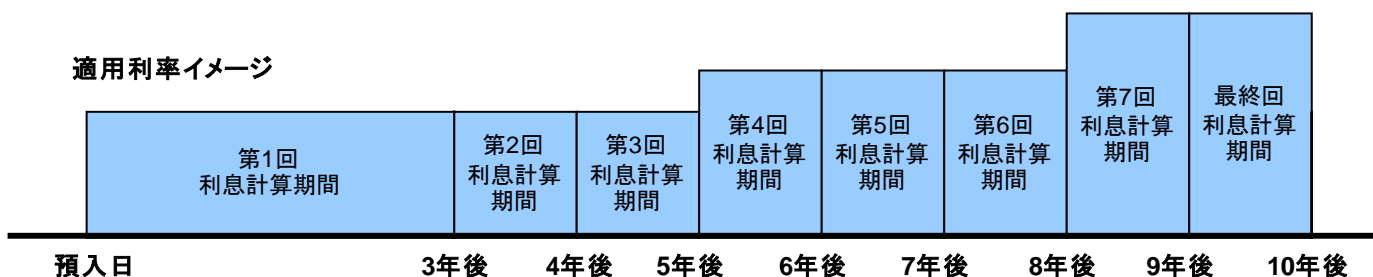 適用利率イメージ
第1回
利息計算期間
第2回
利息計算
期間
第3回
利息計算
期間
第4回
利息計算
期間
第5回
利息計算
期間
第6回
利息計算
期間
第7回
利息計算
期間
最終回
利息計算
期間
預入日 3年後 4年後 5年後 6年後 7年後 8年後 9年後 10年後